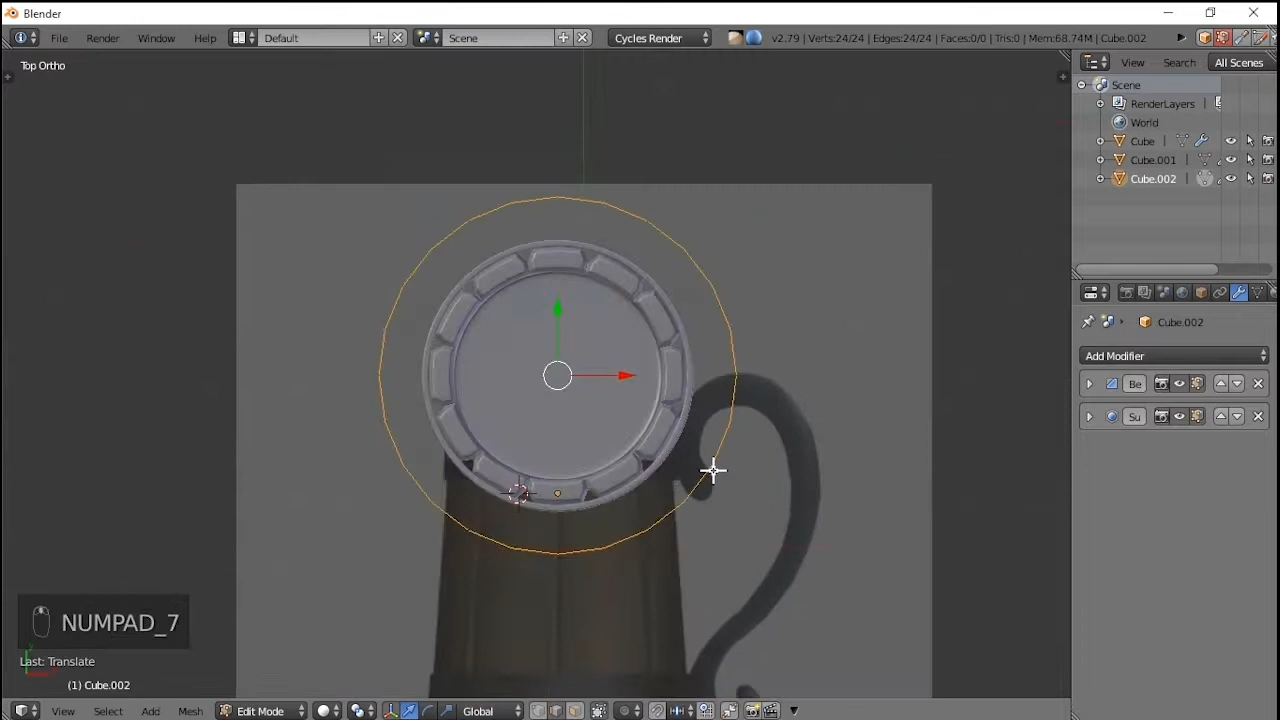 Blender
File Render Window Help Default Scene Cycles Render v2.79 | Verts:24/24 | Edges:24/24 | Faces:0/0 | Tris:0 | Mem:68.74M | Cube.002
Top Ortho
View Search All Scenes
Scene
RenderLayers
World
Cube
Cube.001
Cube.002
Cube.002
Add Modifier
Be
Su
NUMPAD_7
Last: Translate
(1) Cube.002
View Select Add Mesh Edit Mode Global